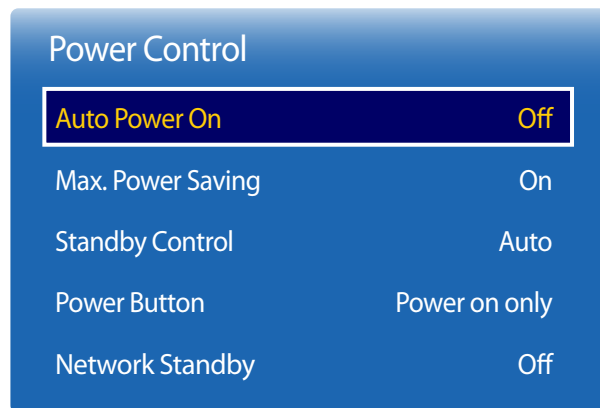 Power Control
Auto Power On Off
Max. Power Saving On
Standby Control Auto
Power Button Power on only
Network Standby Off